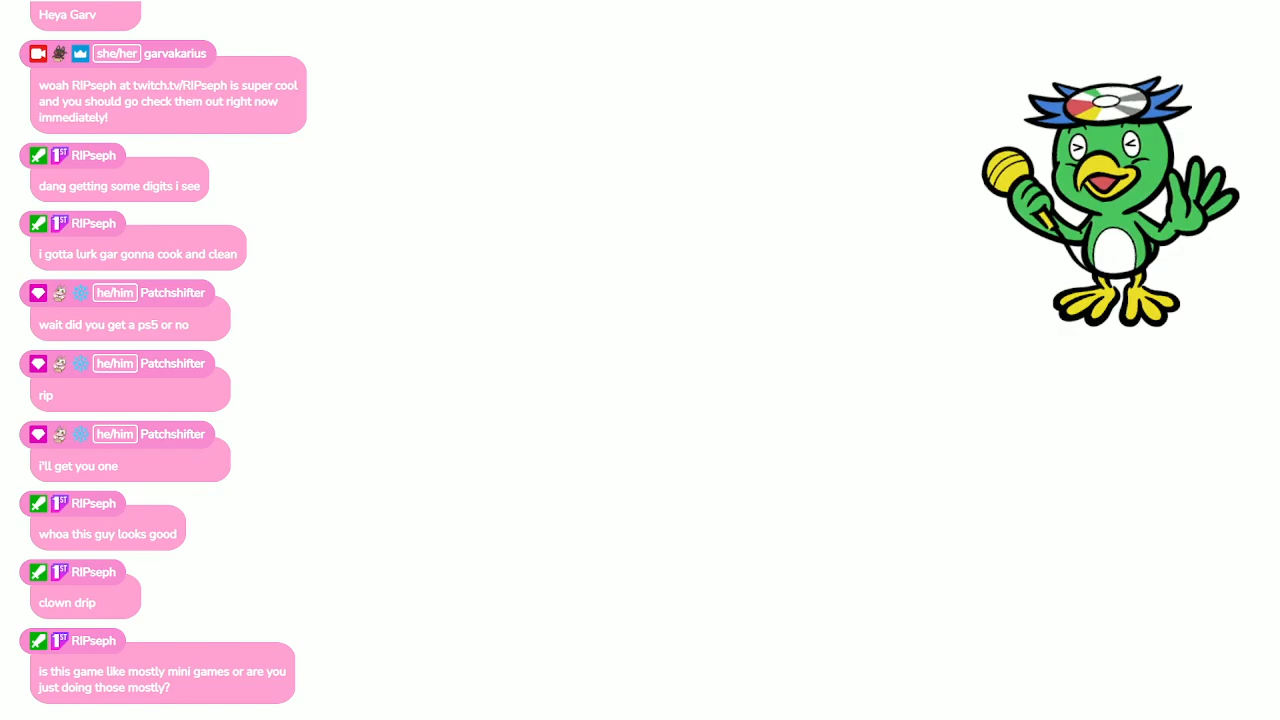 Heya Garv
she/her garvakarius
woah RIPseph at twitch.tv/RIPseph is super cool
and you should go check them out right now
immediately!
1ST RIPseph
dang getting some digits i see
1ST RIPseph
i gotta lurk gar gonna cook and clean
he/him Patchshifter
wait did you get a ps5 or no
he/him Patchshifter
rip
he/him Patchshifter
i'll get you one
1ST RIPseph
whoa this guy looks good
1ST RIPseph
clown drip
1ST RIPseph
is this game like mostly mini games or are you
just doing those mostly?